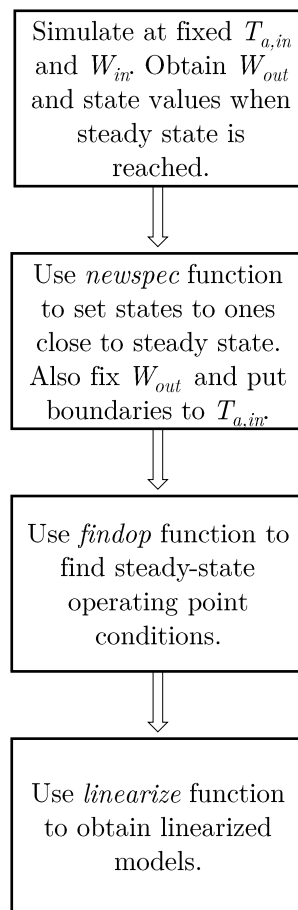 Simulate at fixed T_{a,in}
and W_{in}. Obtain W_{out}
and state values when
steady state is
reached.
Use newspec function
to set states to ones
close to steady state.
Also fix W_{out} and put
boundaries to T_{a,in}.
Use findop function to
find steady-state
operating point
conditions.
Use linearize function
to obtain linearized
models.